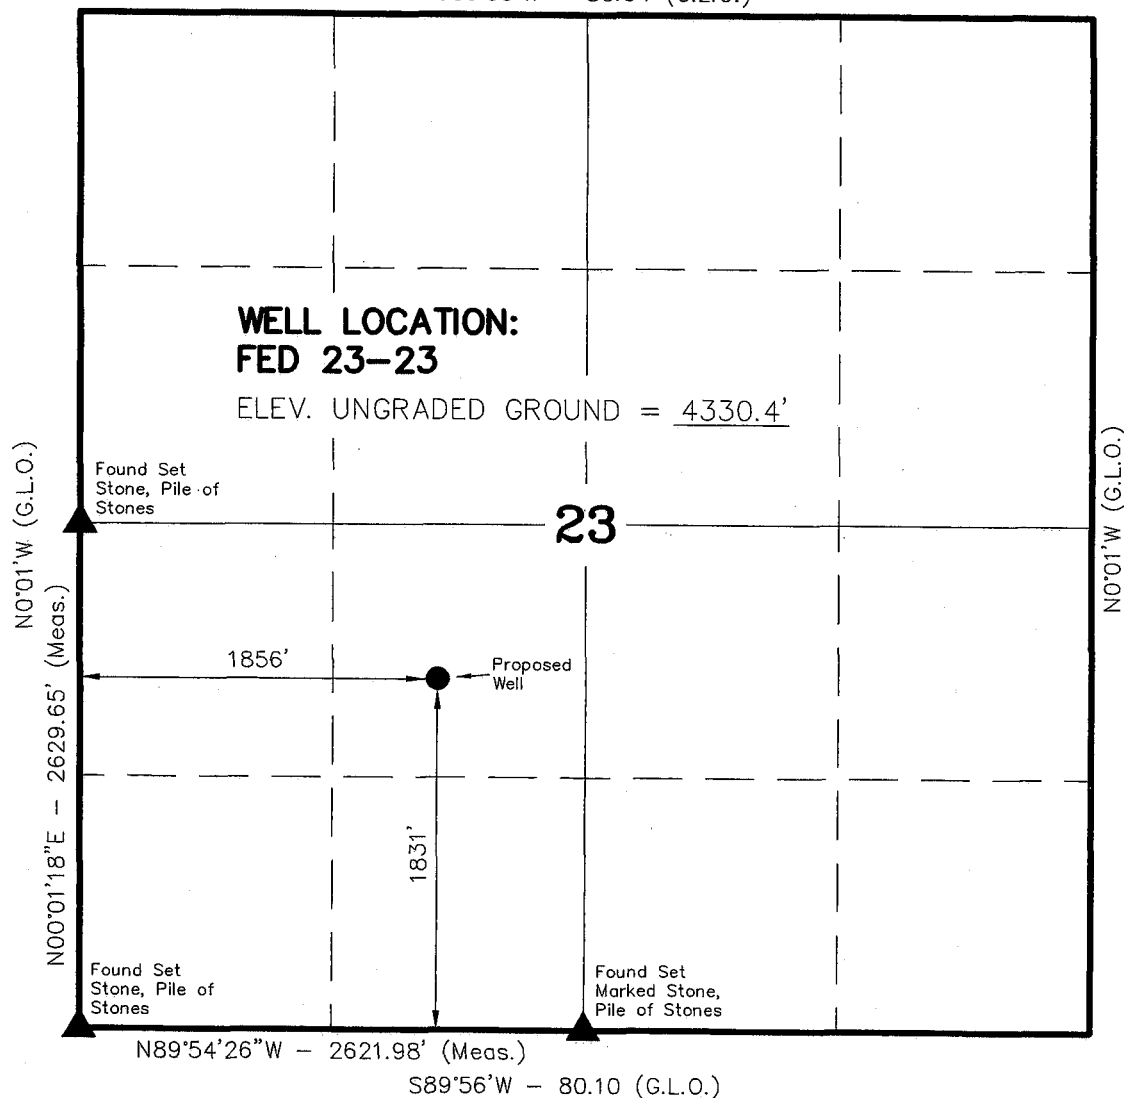 WELL LOCATION:
FED 23-23
ELEV. UNGRADED GROUND = 4330.4'
N0°01'W (G.L.O.)
N0°01'W (G.L.O.)
Found Set
Stone, Pile of
Stones
23
N00°01'18"E - 2629.65' (Meas.)
1856'
Proposed
Well
1831'
Found Set
Stone, Pile of
Stones
Found Set
Marked Stone,
Pile of Stones
N89°54'26"W - 2621.98' (Meas.)
S89°56'W - 80.10 (G.L.O.)